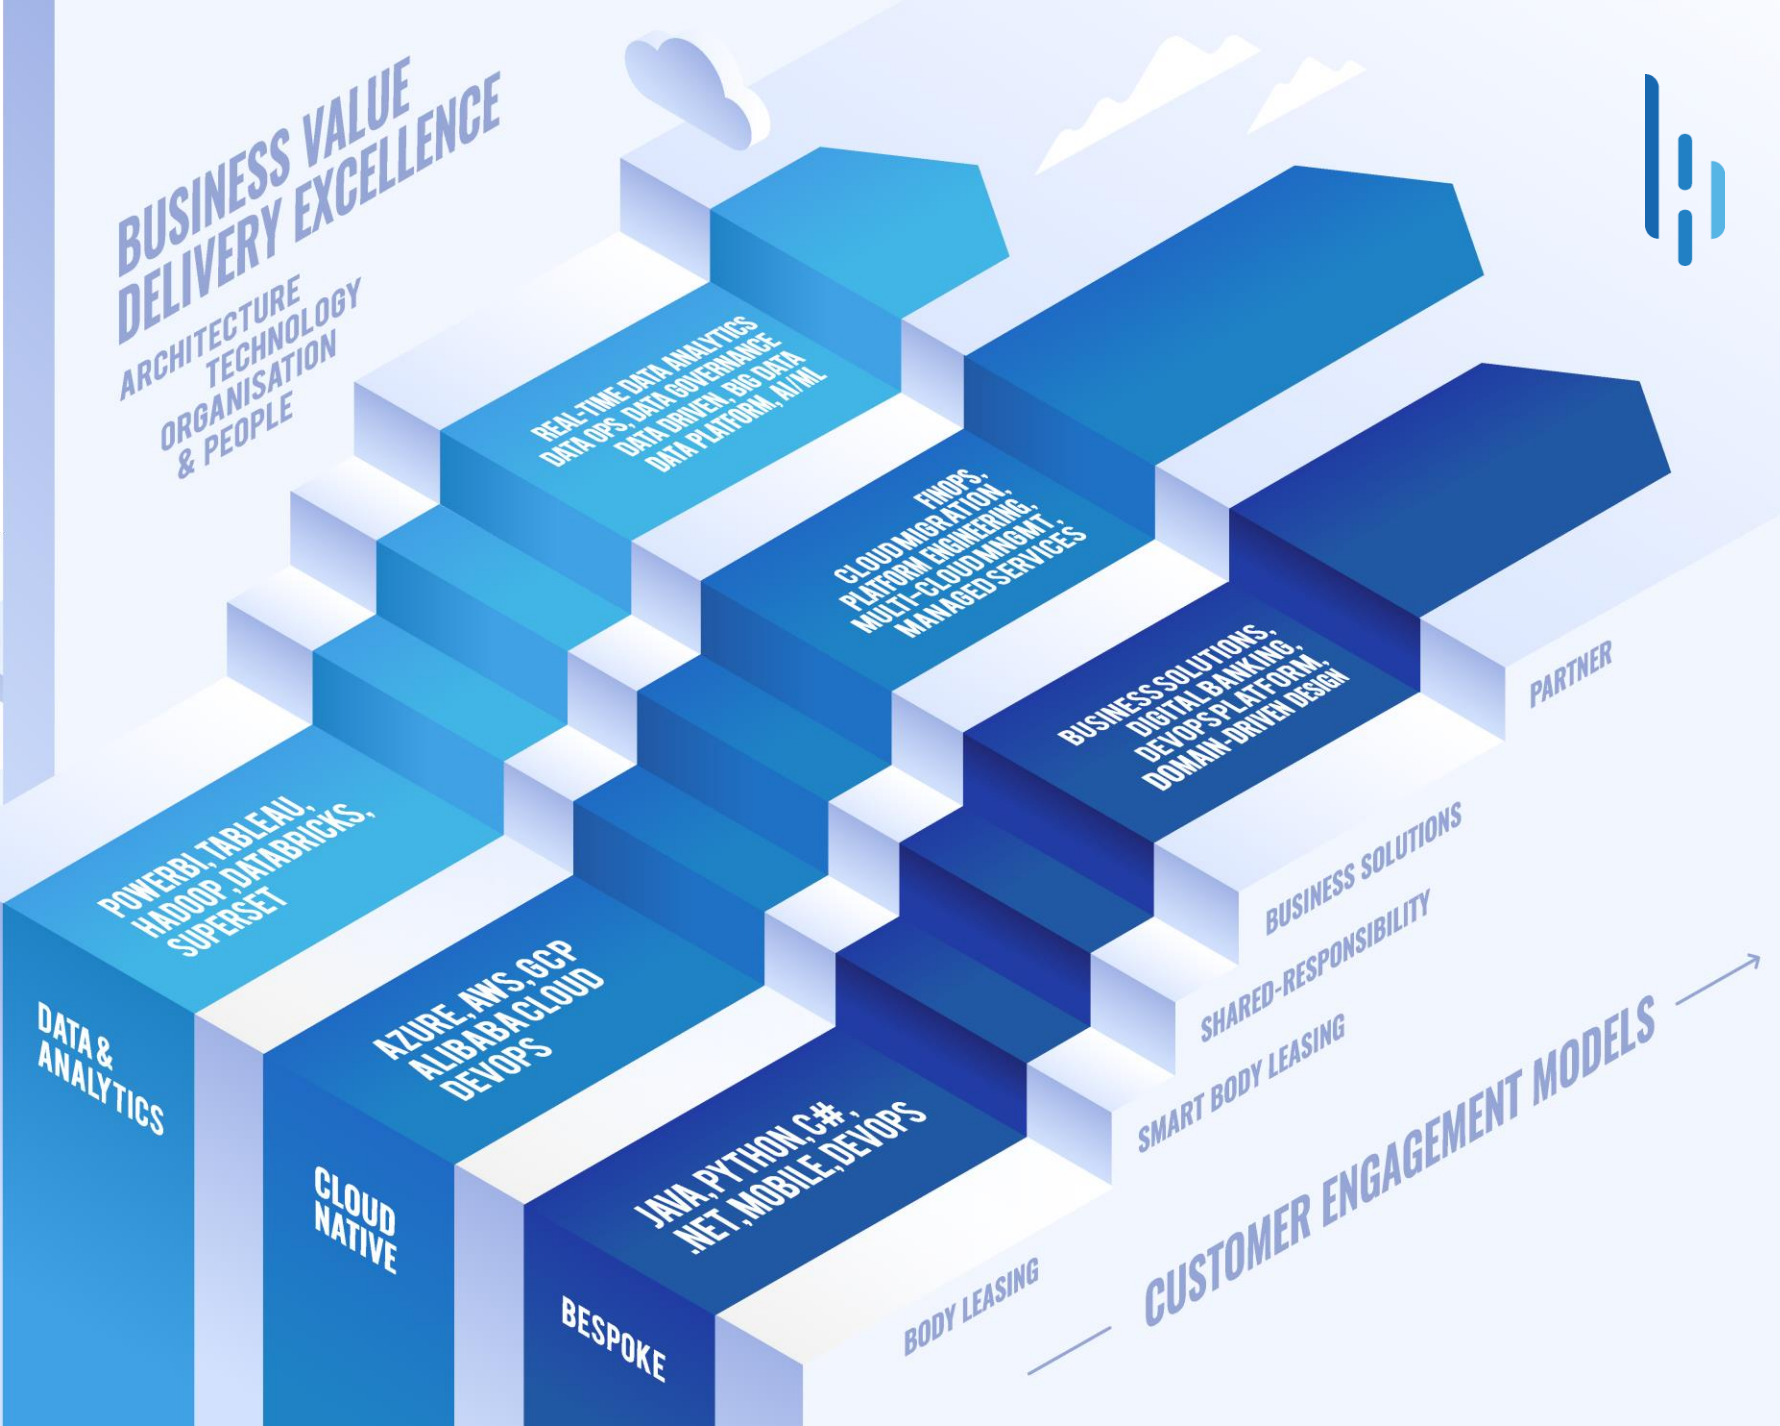 BUSINESS VALUE
DELIVERY EXCELLENCE
ARCHITECTURE
TECHNOLOGY
ORGANISATION
& PEOPLE
REAL-TIME DATA ANALYTICS
DATA OPS, DATA GOVERNANCE
DATA DRIVEN, BIG DATA
DATA PLATFORM, AI/ML
FINOPS,
CLOUD MIGRATION,
PLATFORM ENGINEERING,
MULTI-CLOUD MNGMT,
MANAGED SERVICES
BUSINESS SOLUTIONS,
DIGITAL BANKING,
DEVOPS PLATFORM,
DOMAIN-DRIVEN DESIGN
POWERBI, TABLEAU,
HADOOP, DATABRICKS,
SUPERSET
AZURE, AWS, GCP
ALIBABA CLOUD
DEVOPS
JAVA, PYTHON, C#,
.NET, MOBILE, DEVOPS
DATA &
ANALYTICS
CLOUD
NATIVE
BESPOKE
PARTNER
BUSINESS SOLUTIONS
SHARED-RESPONSIBILITY
SMART BODY LEASING
BODY LEASING
CUSTOMER ENGAGEMENT MODELS